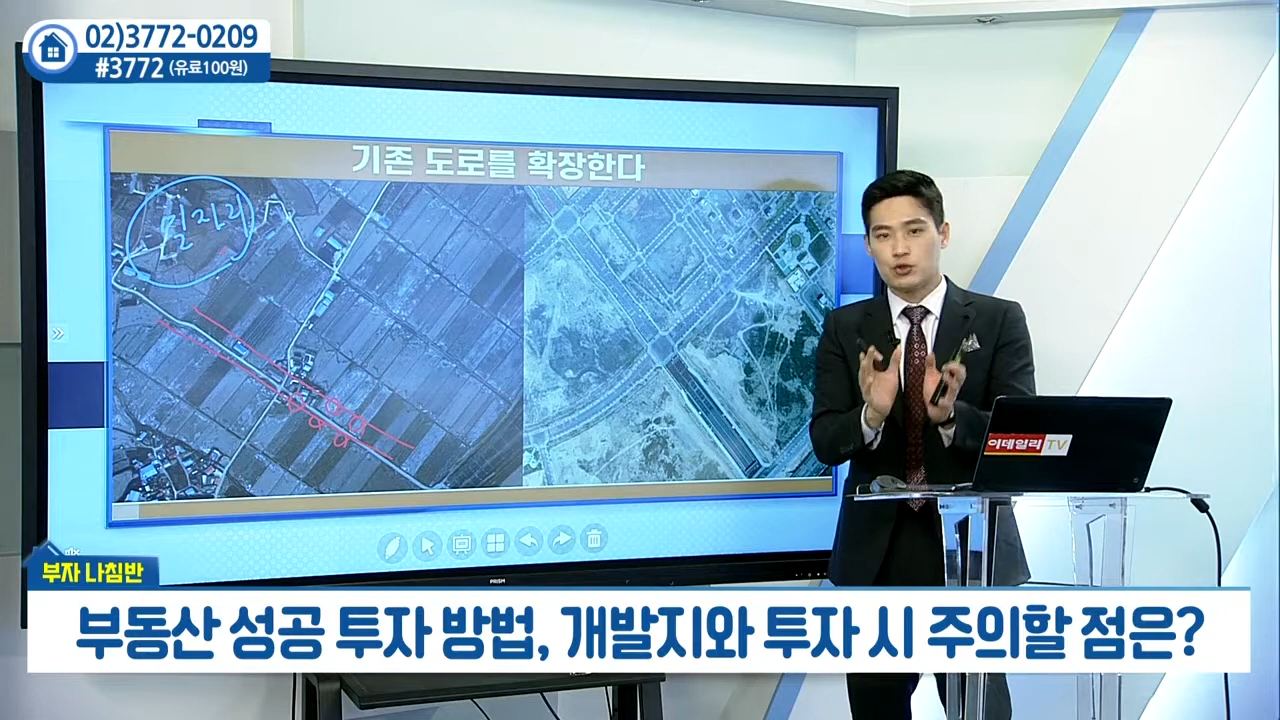 02)3772-0209
#3772 (유료100원)
기존 도로를 확장한다
이데일리 TV
PRISM
부자 나침반
부동산 성공 투자 방법, 개발지와 투자 시 주의할 점은?